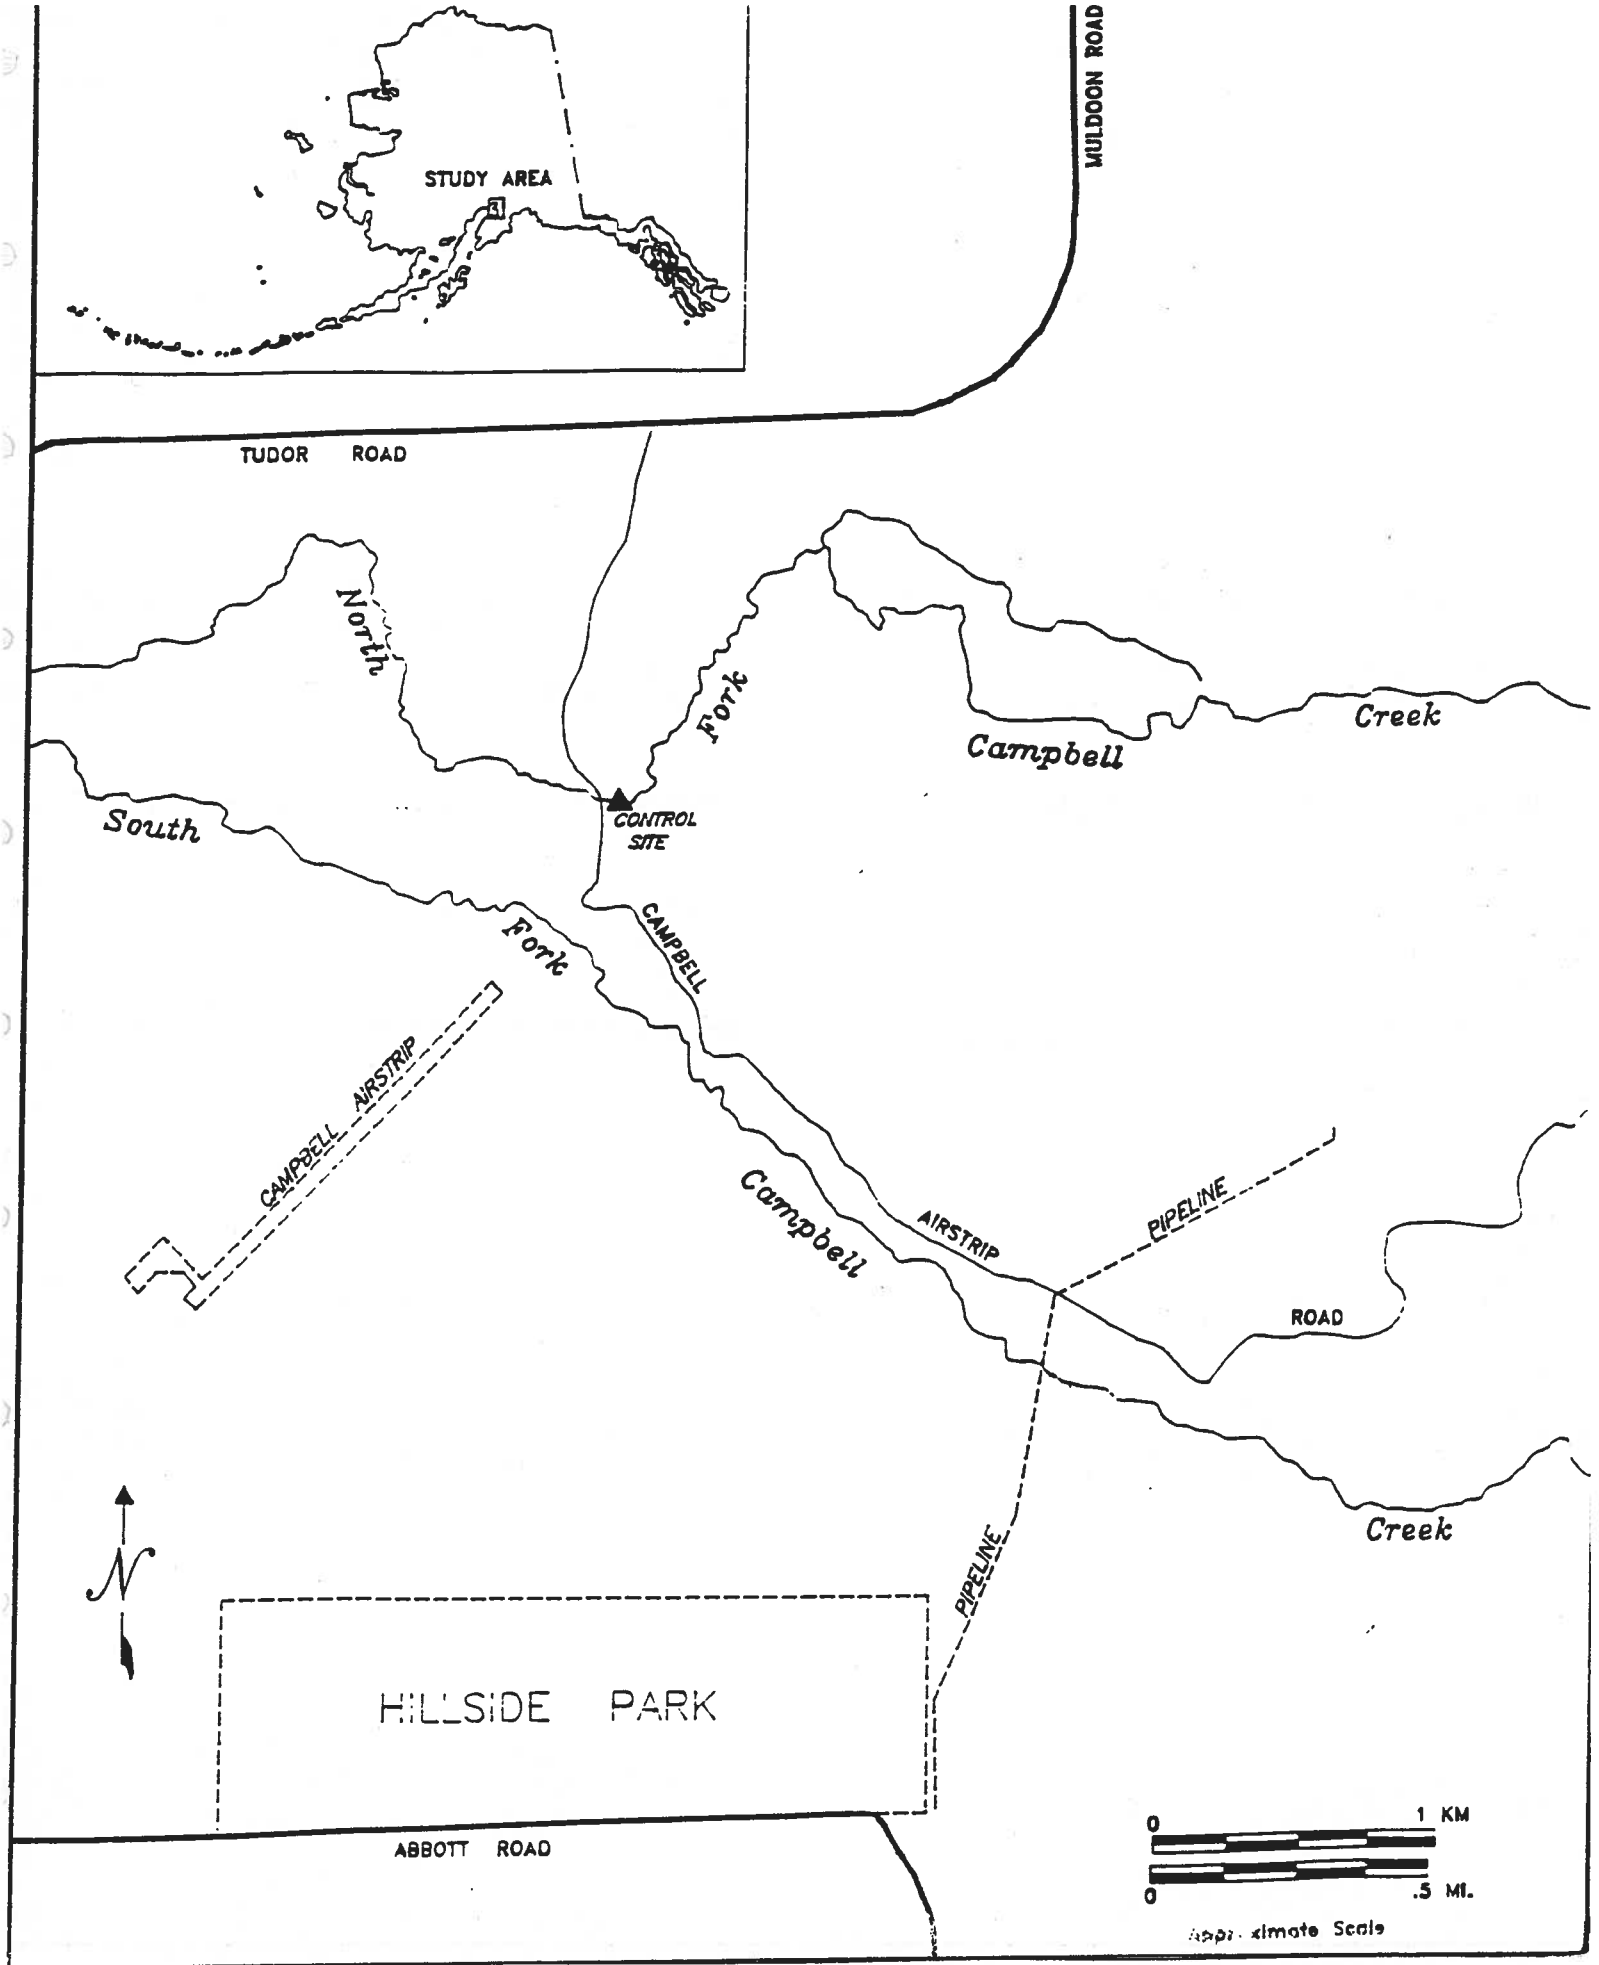 MULDOON ROAD
STUDY AREA
TUDOR ROAD
North
Fork
Campbell
Creek
CONTROL
SITE
South
Fork
CAMPBELL
CAMPBELL AIRSTRIP
Campbell
AIRSTRIP
PIPELINE
ROAD
Creek
PIPELINE
N
HILLSIDE PARK
ABBOTT ROAD
0 1 KM
0 .5 MI.
Scale